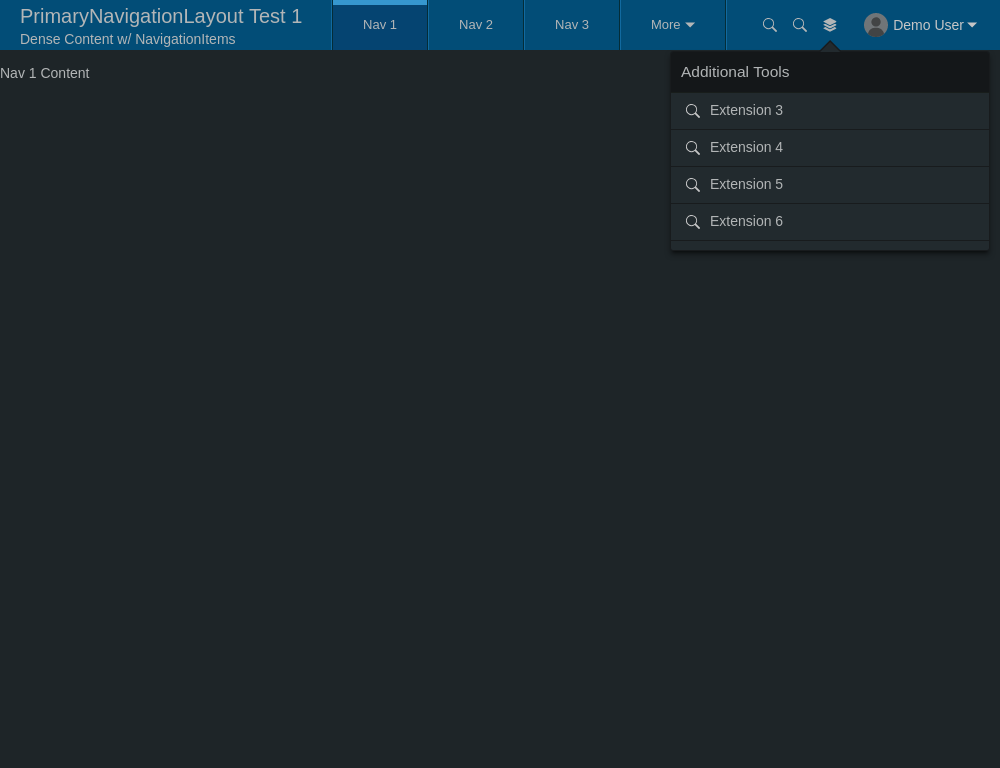 PrimaryNavigationLayout Test 1
Dense Content w/ NavigationItems
Nav 1
Nav 2
Nav 3
More
Demo User
Nav 1 Content
Additional Tools
Extension 3
Extension 4
Extension 5
Extension 6